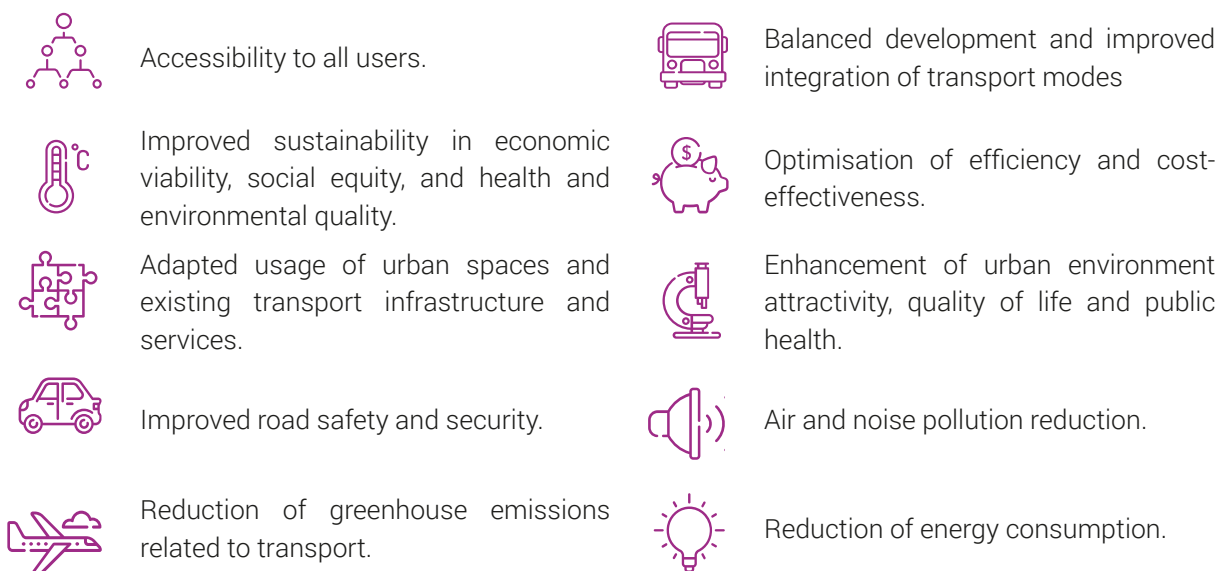 Accessibility to all users.
°C
Improved sustainability in economic
viability, social equity, and health and
environmental quality.
Adapted usage of urban spaces and
existing transport infrastructure and
services.
Improved road safety and security.
Reduction of greenhouse emissions
related to transport.
Balanced development and improved
integration of transport modes
$
Optimisation of efficiency and cost-
effectiveness.
Enhancement of urban environment
attractivity, quality of life and public
health.
Air and noise pollution reduction.
Reduction of energy consumption.